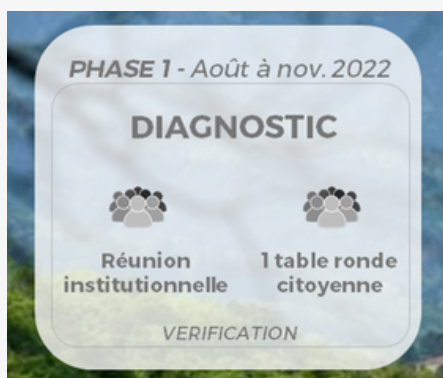 PHASE 1 - Août à nov. 2022
DIAGNOSTIC
Réunion
institutionnelle
1 table ronde
citoyenne
VERIFICATION